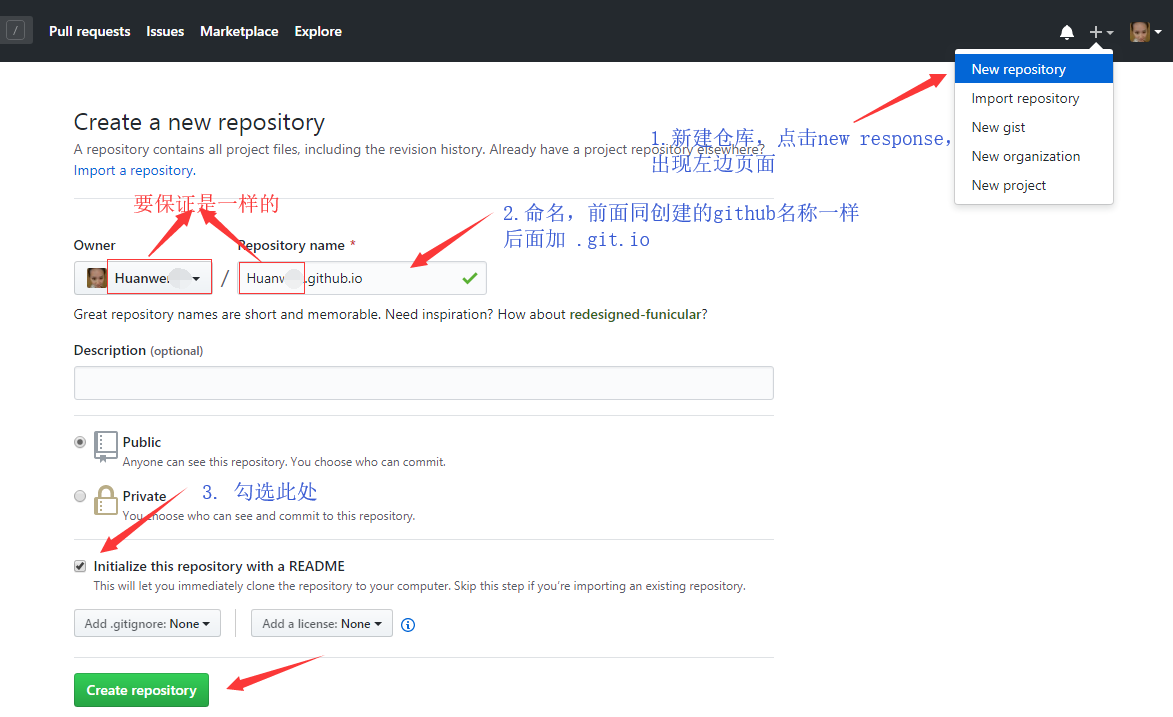 / Pull requests Issues Marketplace Explore
New repository
Import repository
New gist
New organization
New project
1.新建仓库，点击new response，
出现左边页面
Create a new repository
A repository contains all project files, including the revision history. Already have a project repository elsewhere?
Import a repository.
要保证是一样的
2.命名，前面同创建的github名称一样
后面加 .git.io
Owner Repository name *
Huanwe / Huanw .github.io
Great repository names are short and memorable. Need inspiration? How about redesigned-funicular?
Description (optional)
Public
Anyone can see this repository. You choose who can commit.
Private
You choose who can see and commit to this repository.
3. 勾选此处
Initialize this repository with a README
This will let you immediately clone the repository to your computer. Skip this step if you're importing an existing repository.
Add .gitignore: None Add a license: None
Create repository